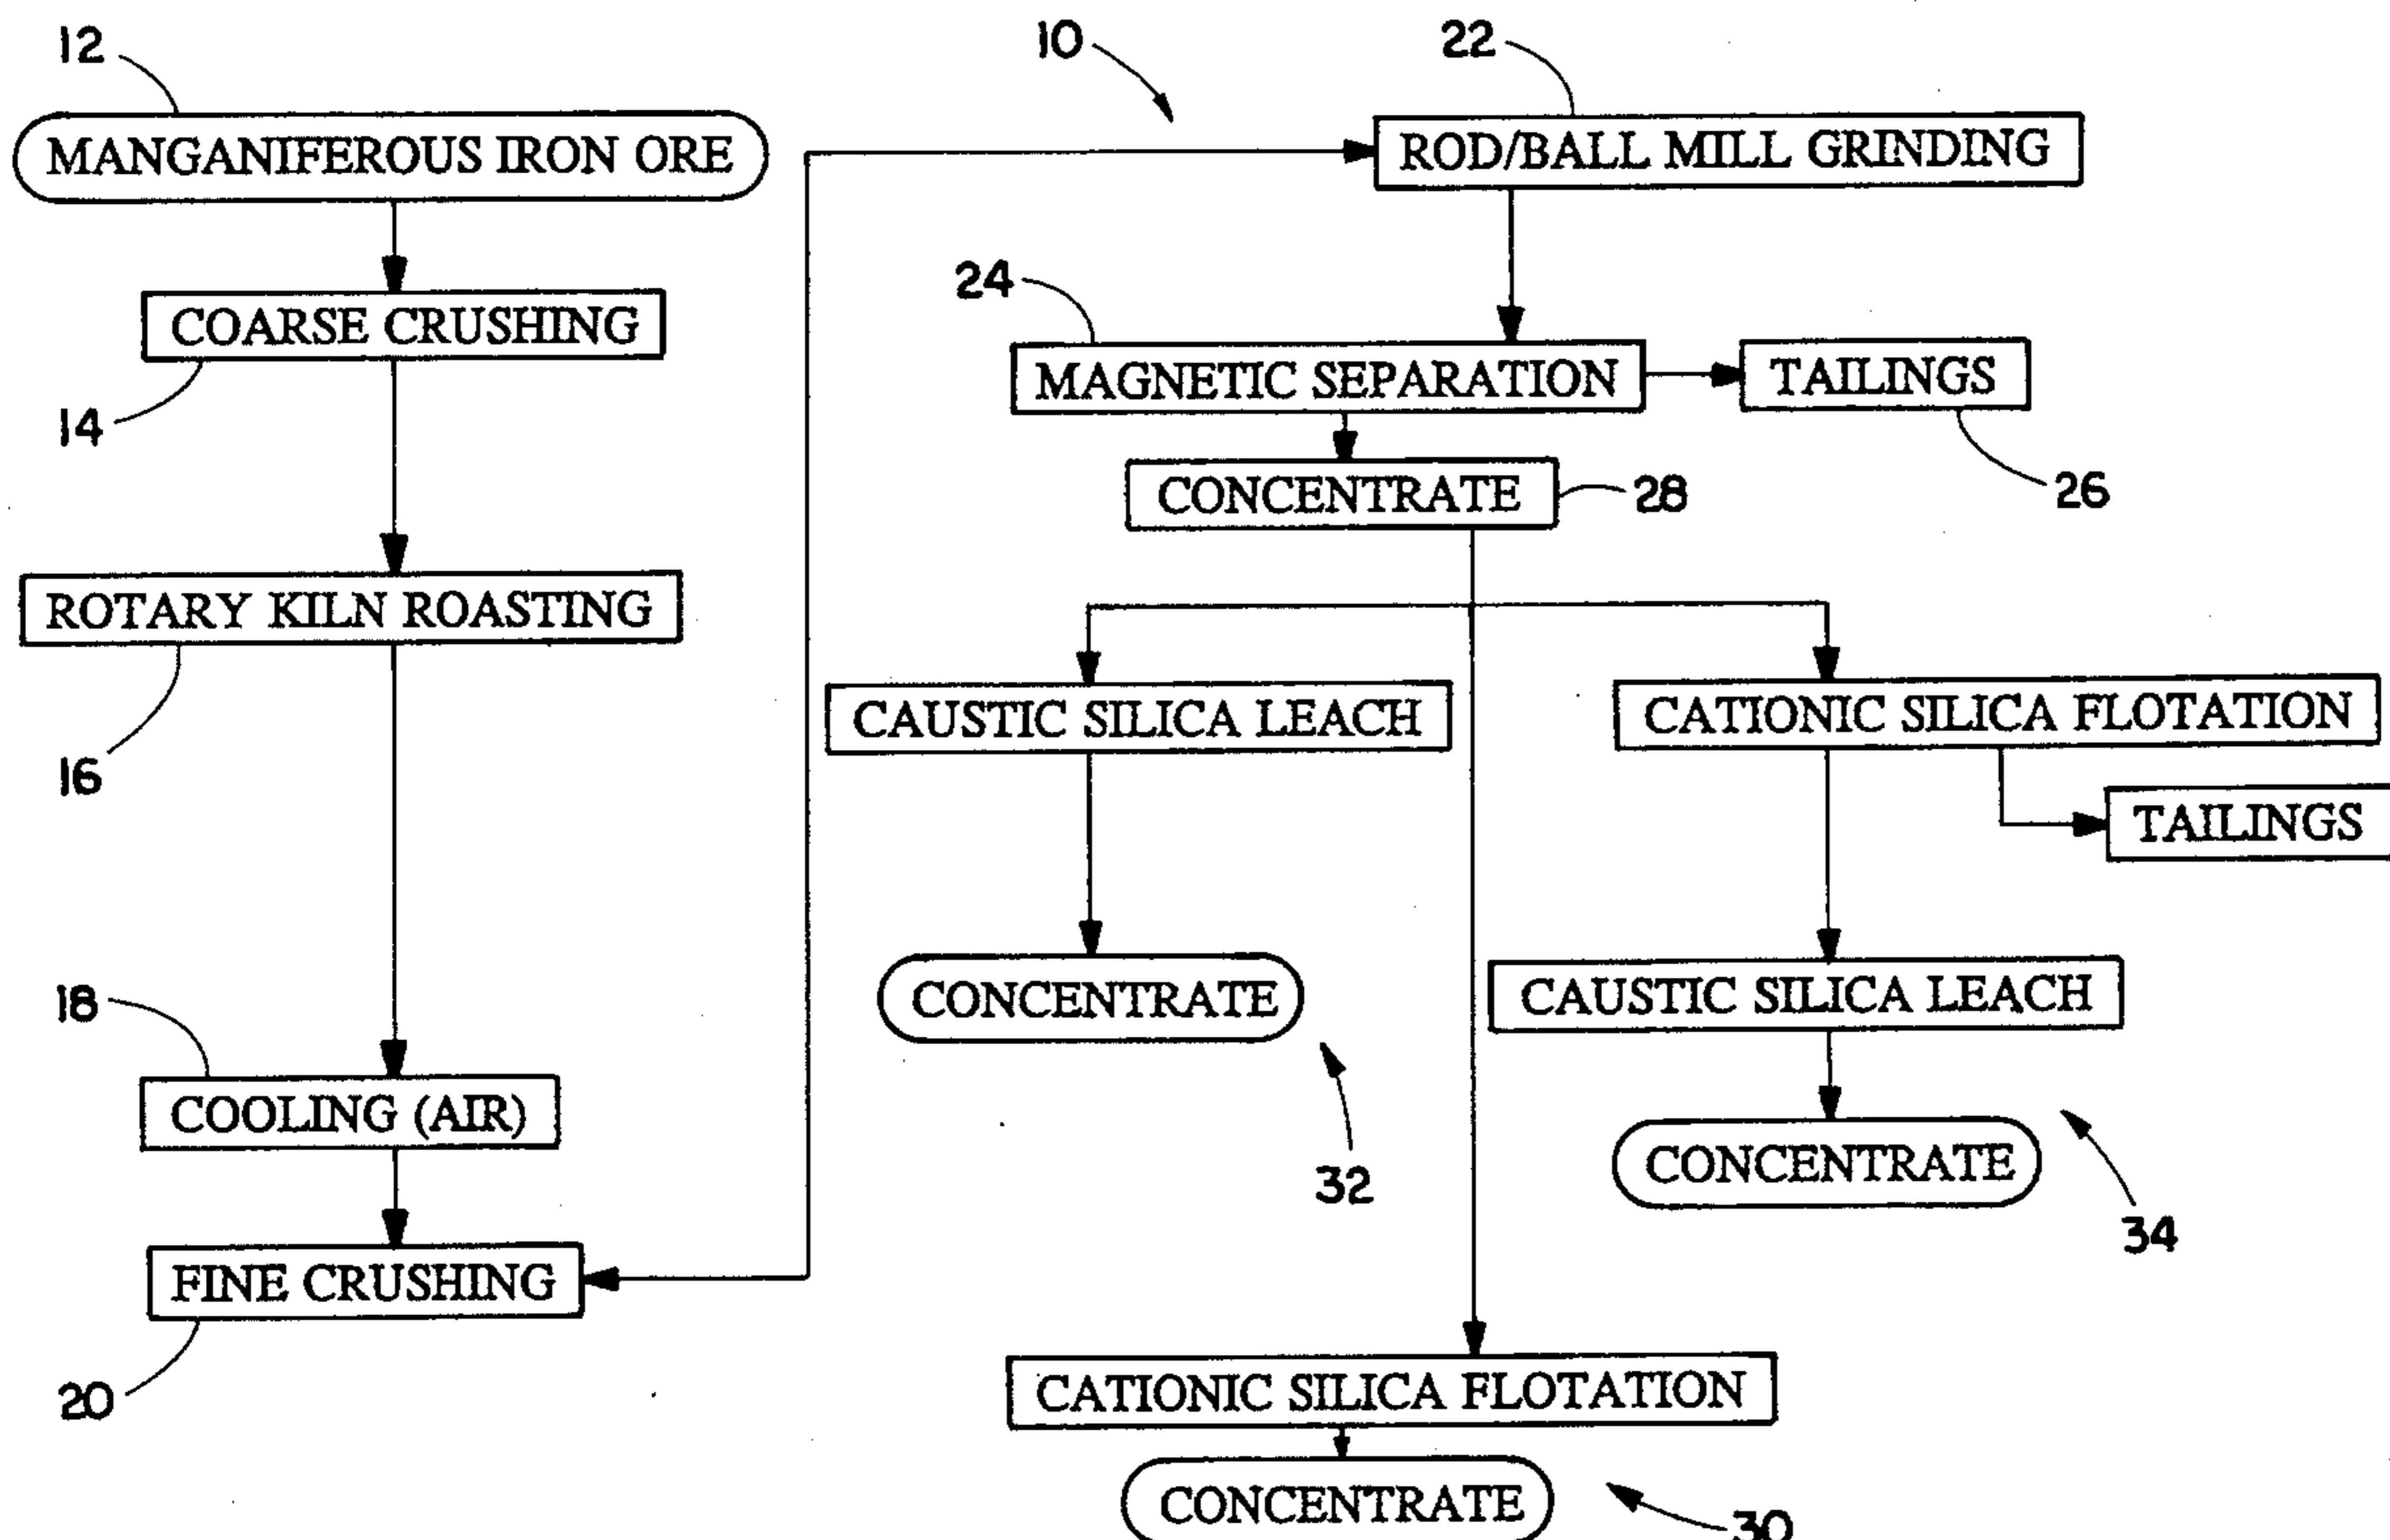 12
MANGANIFEROUS IRON ORE
COARSE CRUSHING
14
ROTARY KILN ROASTING
16
18
COOLING (AIR)
FINE CRUSHING
20
10
22
ROD/BALL MILL GRINDING
24
MAGNETIC SEPARATION
TAILINGS
26
CONCENTRATE
28
CAUSTIC SILICA LEACH
CONCENTRATE
32
CATIONIC SILICA FLOTATION
TAILINGS
CAUSTIC SILICA LEACH
CONCENTRATE
34
CATIONIC SILICA FLOTATION
CONCENTRATE
30